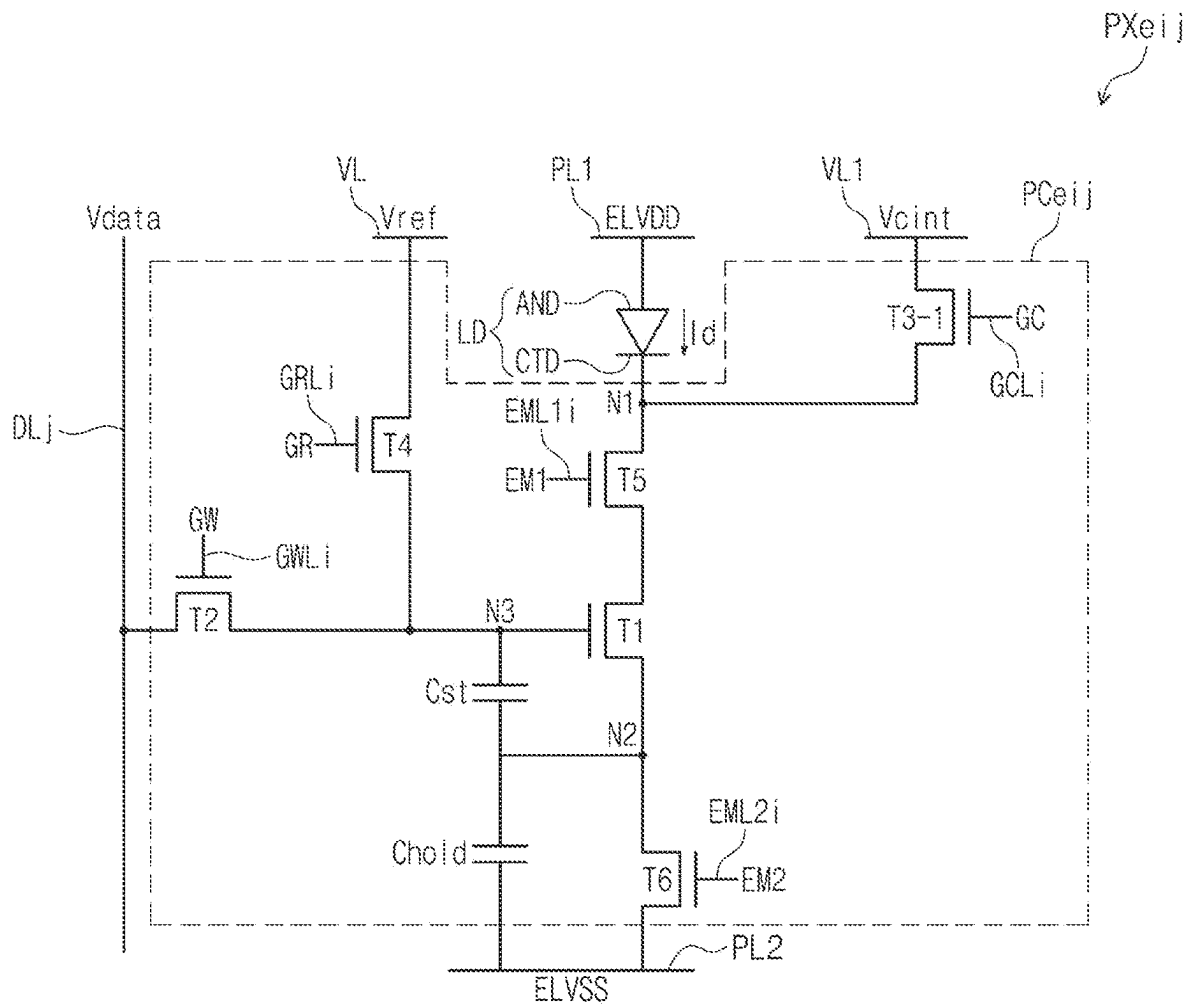 PXeij
VL
PL1
VL1
PCeij
Vdata
Vref
ELVDD
Vcint
AND
LD
Id
T3-1
GC
CTD
GCLi
GRLi
N1
EML1i
DLj
GR
T4
EM1
T5
GW
GWLi
T2
N3
T1
Cst
N2
EML2i
Chold
T6
EM2
PL2
ELVSS